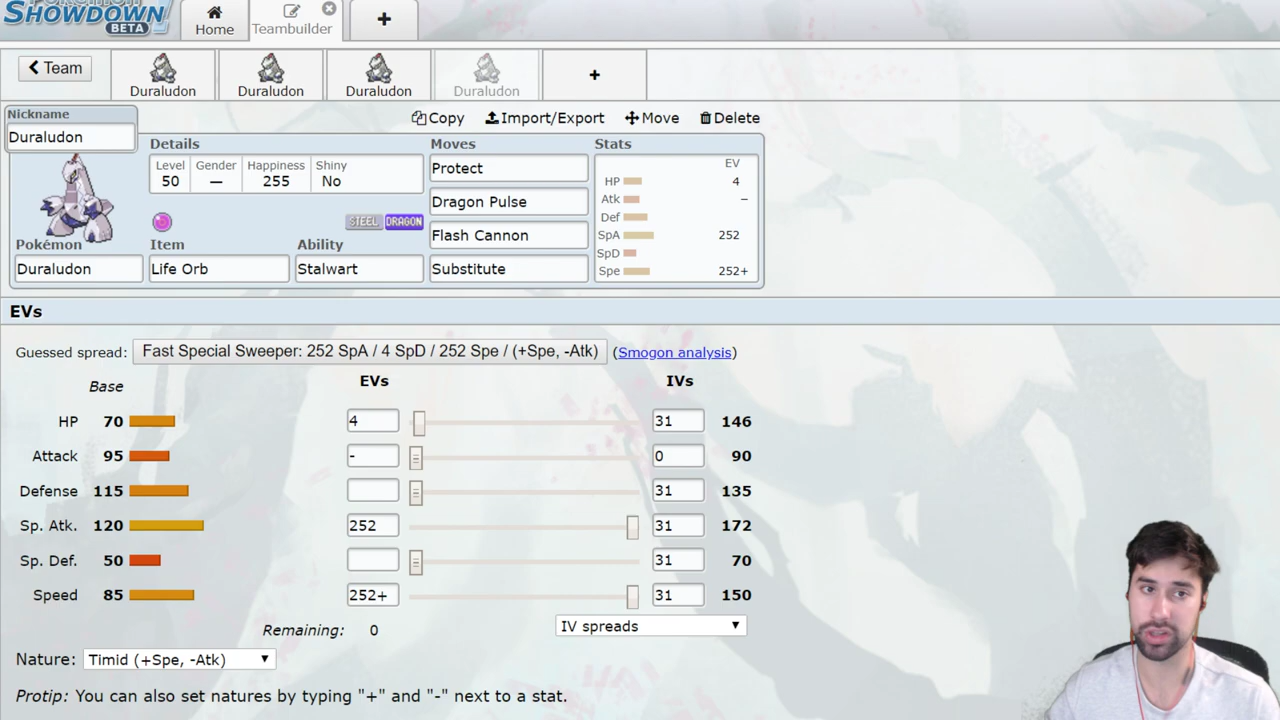 SHOWDOWN
BETA
Home
Teambuilder
+
Team
Duraludon
Duraludon
Duraludon
Duraludon
+
Nickname
Duraludon
Copy
Import/Export
Move
Delete
Details
Level
50
Gender
—
Happiness
255
Shiny
No
STEEL
DRAGON
Pokémon
Duraludon
Item
Life Orb
Ability
Stalwart
Moves
Protect
Dragon Pulse
Flash Cannon
Substitute
Stats
EV
HP 4
Atk –
Def
SpA 252
SpD
Spe 252+
EVs
Guessed spread: Fast Special Sweeper: 252 SpA / 4 SpD / 252 Spe / (+Spe, -Atk) (Smogon analysis)
Base EVs IVs
HP 70 4 31 146
Attack 95 - 0 90
Defense 115 31 135
Sp. Atk. 120 252 31 172
Sp. Def. 50 31 70
Speed 85 252+ 31 150
Remaining: 0 IV spreads
Nature: Timid (+Spe, -Atk)
Protip: You can also set natures by typing "+" and "-" next to a stat.